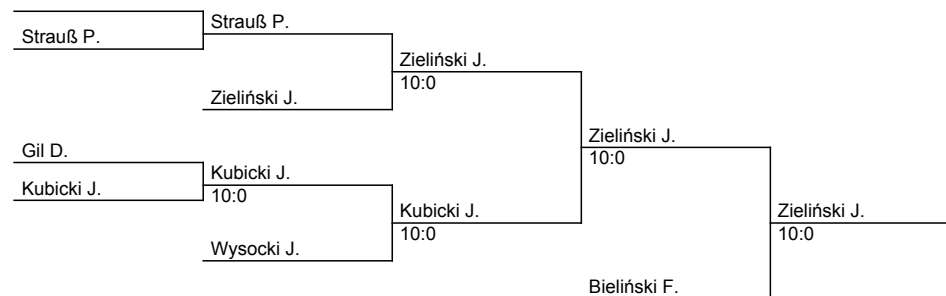 Strauß P.
Strauß P.
Zieliński J.
10:0
Zieliński J.
Zieliński J.
10:0
Gil D.
Kubicki J.
Kubicki J.
10:0
Kubicki J.
10:0
Wysocki J.
Zieliński J.
10:0
Bieliński F.